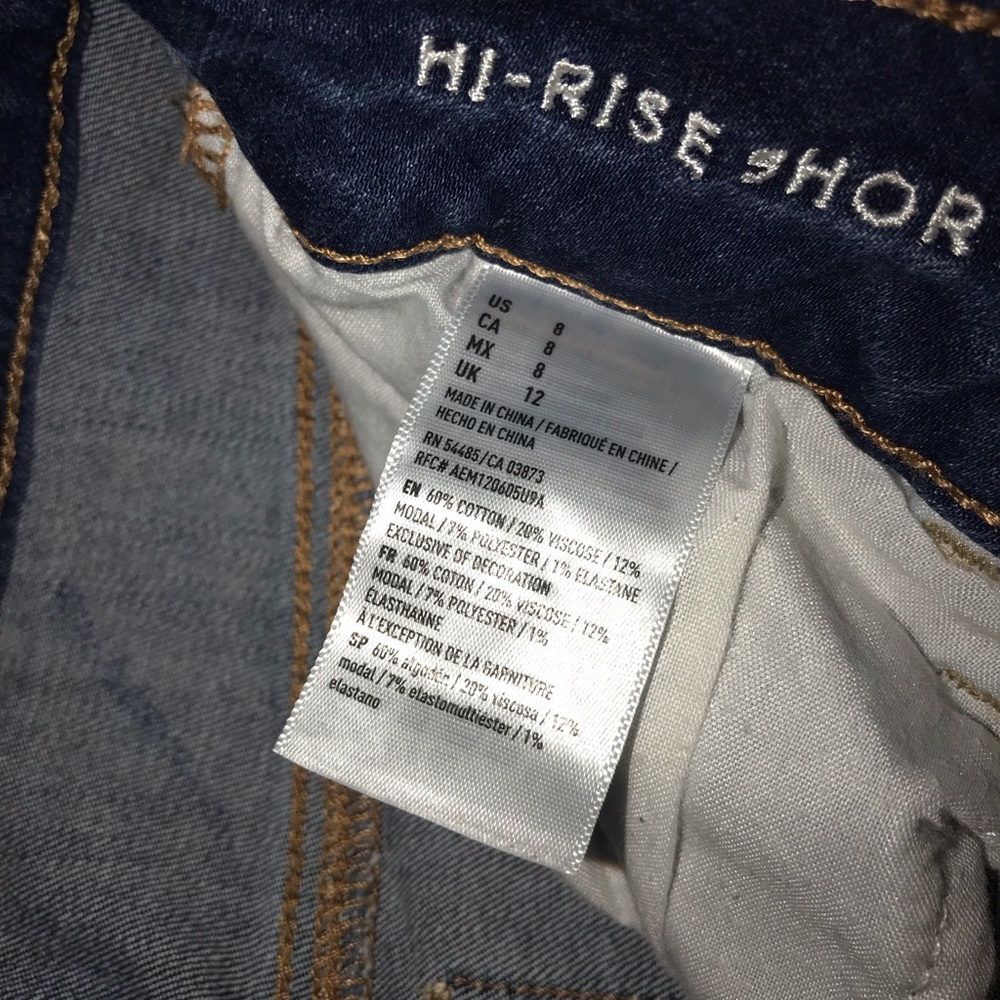 HI-RISE SHOR
US 8
CA 8
MX 8
UK 12
MADE IN CHINA / FABRIQUÉ EN CHINE /
HECHO EN CHINA
RN 54485/CA 03873
RFC# AEM120605U9A
EN 60% COTTON / 20% VISCOSE / 12%
MODAL / 7% POLYESTER / 1% ELASTANE
EXCLUSIVE OF DECORATION
FR 60% COTON / 20% VISCOSE / 12%
MODAL / 7% POLYESTER / 1%
ÉLASTHANNE
À L'EXCEPTION DE LA GARNITURE
SP 60% algodón / 20% viscosa / 12%
modal / 7% elastomultiéster / 1%
elastano